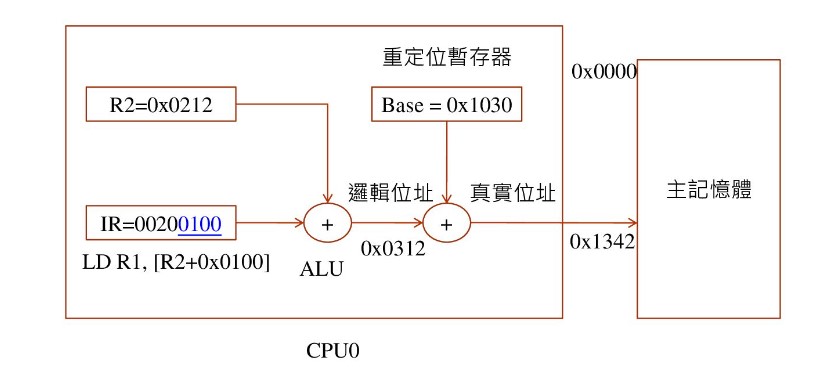 重定位暫存器
0x0000
R2=0x0212
Base = 0x1030
邏輯位址
真實位址
主記憶體
IR=00200100
+
+
0x0312
0x1342
LD R1, [R2+0x0100]
ALU
CPU0